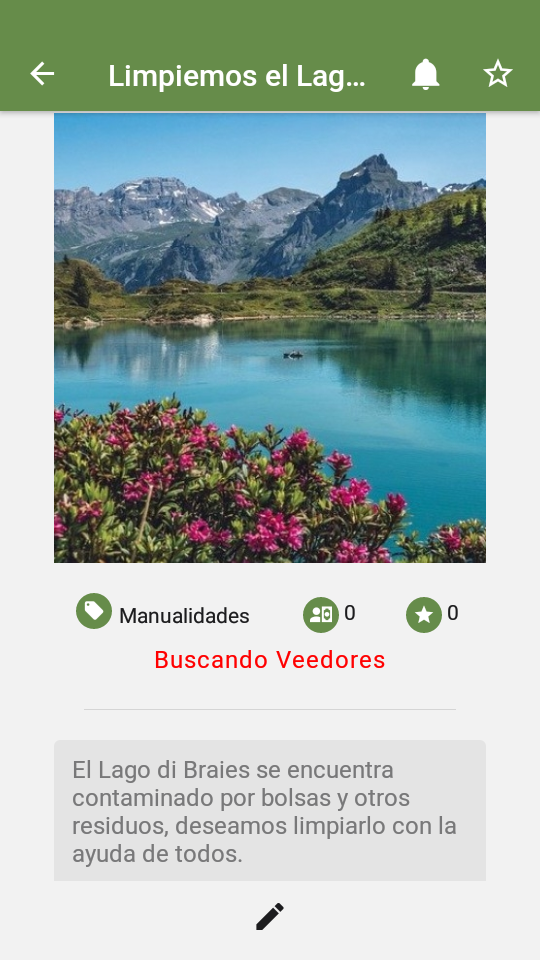 Limpiemos el Lag...
Manualidades
0
0
Buscando Veedores
El Lago di Braies se encuentra
contaminado por bolsas y otros
residuos, deseamos limpiarlo con la
ayuda de todos.